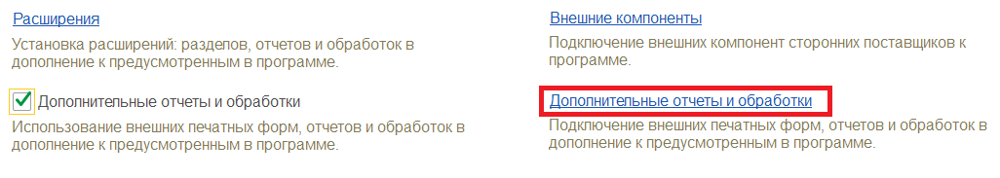 Расширения
Установка расширений: разделов, отчетов и обработок в
дополнение к предусмотренным в программе.
Внешние компоненты
Подключение внешних компонент сторонних поставщиков к
программе.
Дополнительные отчеты и обработки
Использование внешних печатных форм, отчетов и обработок в
дополнение к предусмотренным в программе.
Дополнительные отчеты и обработки
Подключение внешних печатных форм, отчетов и обработок в
дополнение к предусмотренным в программе.